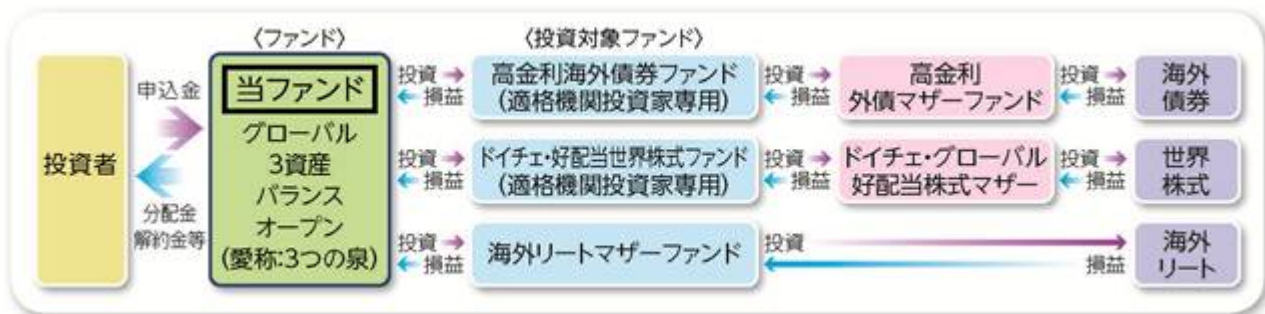 〈ファンド〉
〈投資対象ファンド〉
投資者
申込金
分配金
解約金等
当ファンド
グローバル
3資産
バランス
オープン
(愛称:3つの泉)
投資
損益
高金利海外債券ファンド
(適格機関投資家専用)
投資
損益
高金利
外債マザーファンド
投資
損益
海外
債券
投資
損益
ドイチェ・好配当世界株式ファンド
(適格機関投資家専用)
投資
損益
ドイチェ・グローバル
好配当株式マザー
投資
損益
世界
株式
投資
損益
海外リートマザーファンド
投資
損益
海外
リート